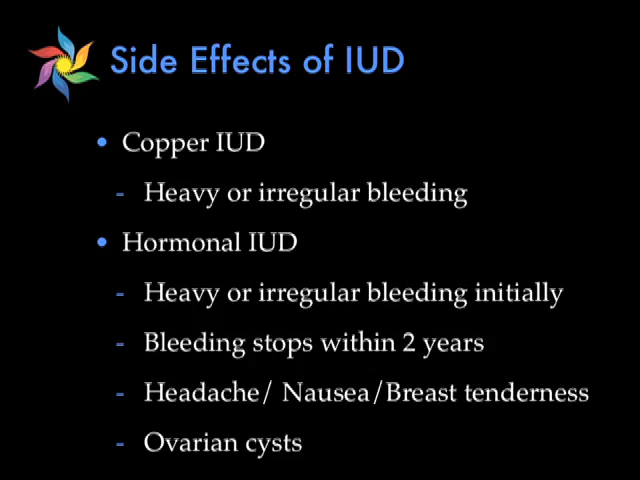 Side Effects of IUD
• Copper IUD
- Heavy or irregular bleeding
• Hormonal IUD
- Heavy or irregular bleeding initially
- Bleeding stops within 2 years
- Headache/ Nausea/Breast tenderness
- Ovarian cysts